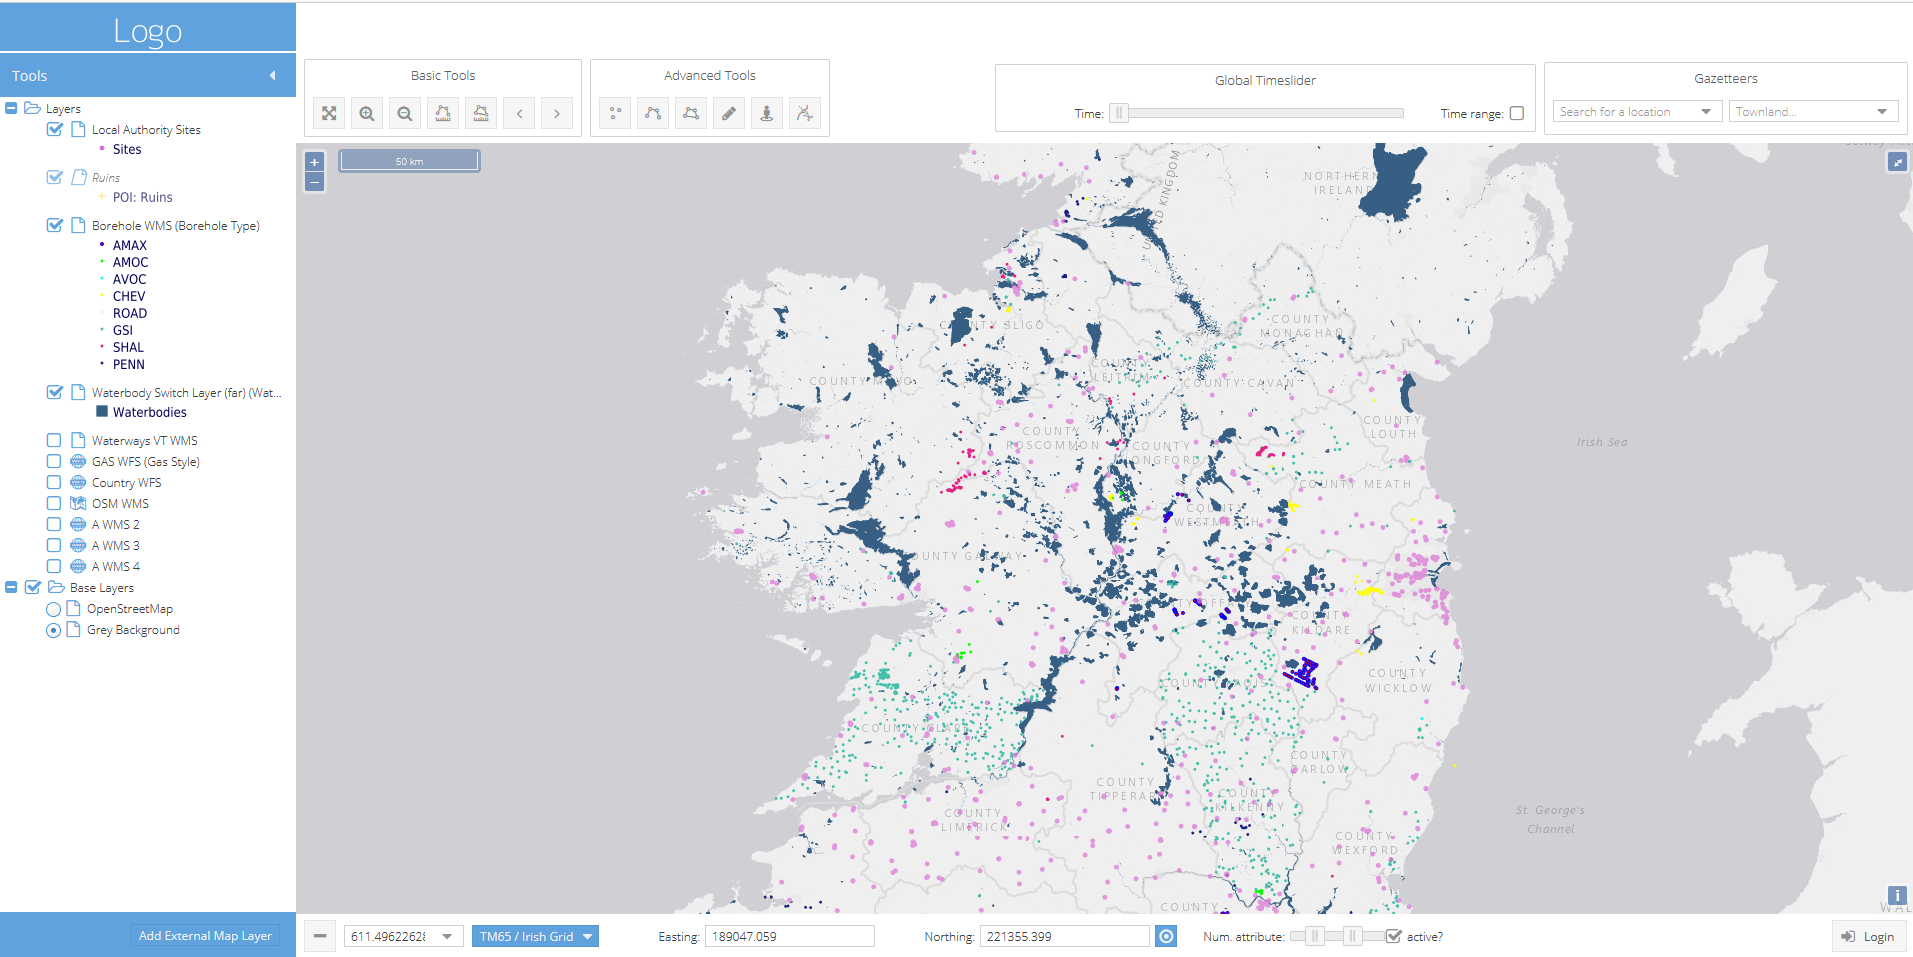 Logo
Tools
Layers
Local Authority Sites
Sites
Ruins
POI: Ruins
Borehole WMS (Borehole Type)
AMAX
AMOC
AVOC
CHEV
ROAD
GSI
SHAL
PENN
Waterbody Switch Layer (far) (Wat...
Waterbodies
Waterways VT WMS
GAS WFS (Gas Style)
Country WFS
OSM WMS
A WMS 2
A WMS 3
A WMS 4
Base Layers
OpenStreetMap
Grey Background
Add External Map Layer
Basic Tools
Advanced Tools
Global Timeslider
Time:
Time range:
Gazetteers
Search for a location
Townland...
+
−
50 km
NORTHERN
IRELAND
COUNTY SLIGO
COUNTY
MONAGHAN
COUNTY
LEITRIM
COUNTY MAYO
COUNTY CAVAN
COUNTY
LOUTH
COUNTY
ROSCOMMON
COUNTY
LONGFORD
Irish Sea
COUNTY MEATH
COUNTY
WESTMEATH
COUNTY GALWAY
COUNTY
KILDARE
COUNTY
WICKLOW
COUNTY CLARE
COUNTY
CARLOW
COUNTY
TIPPERARY
COUNTY
KILKENNY
COUNTY
LIMERICK
St. George's
Channel
COUNTY
WEXFORD
COUNTY
WAL
i
611.49622628
TM65 / Irish Grid
Easting:
189047.059
Northing:
221355.399
Num. attribute:
active?
Login